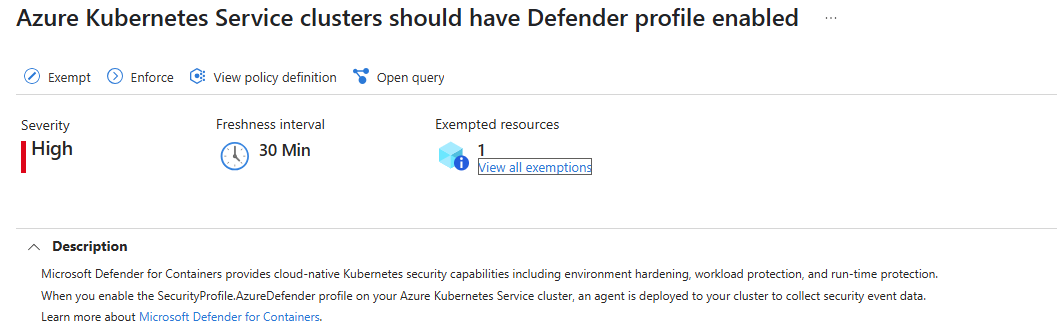 Azure Kubernetes Service clusters should have Defender profile enabled ...
Exempt Enforce View policy definition Open query
Severity Freshness interval Exempted resources
High 30 Min 1
View all exemptions
Description
Microsoft Defender for Containers provides cloud-native Kubernetes security capabilities including environment hardening, workload protection, and run-time protection.
When you enable the SecurityProfile.AzureDefender profile on your Azure Kubernetes Service cluster, an agent is deployed to your cluster to collect security event data.
Learn more about Microsoft Defender for Containers.